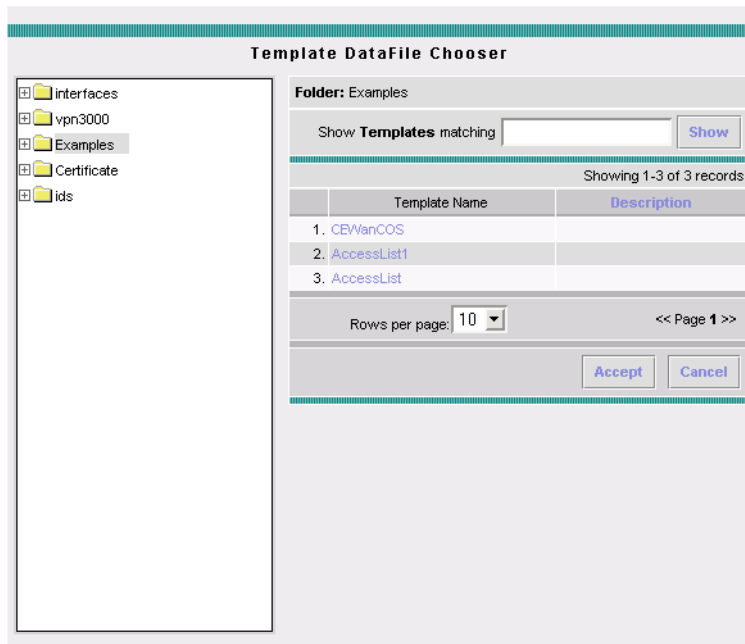 Template DataFile Chooser
interfaces
vpn3000
Examples
Certificate
ids
Folder: Examples
Show Templates matching
Show
Showing 1-3 of 3 records
Template Name Description
1. CEWanCOS
2. AccessList1
3. AccessList
Rows per page: 10 << Page 1 >>
Accept Cancel